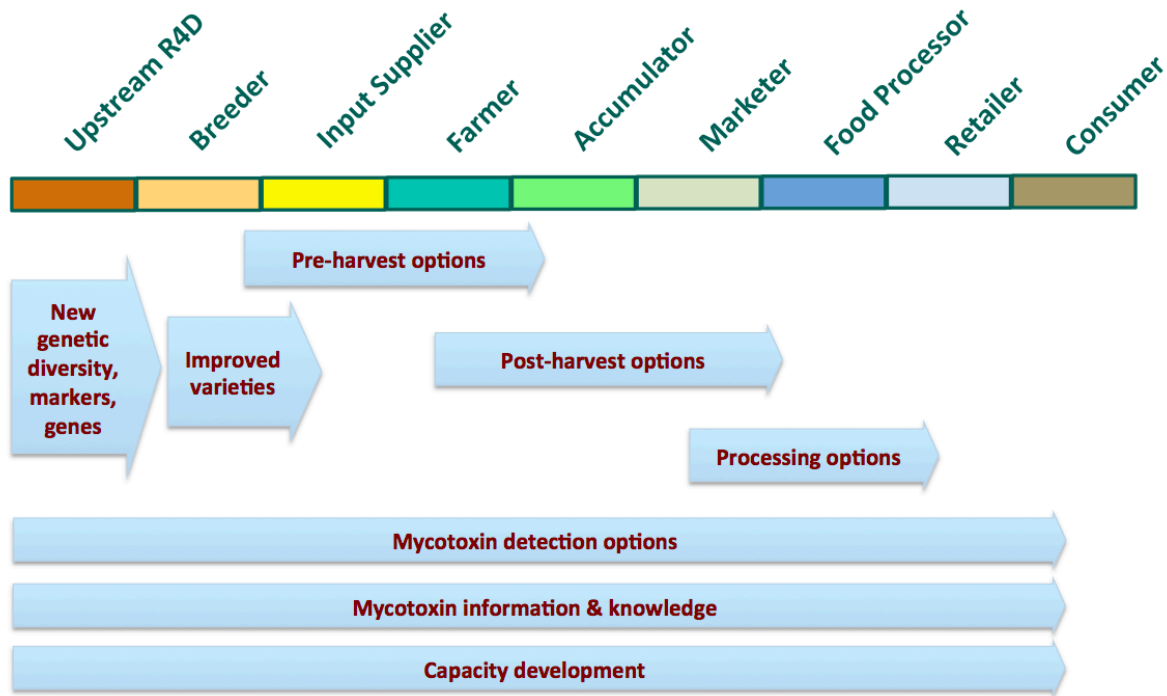 Upstream R4D
Breeder
Input Supplier
Farmer
Accumulator
Marketer
Food Processor
Retailer
Consumer
Pre-harvest options
New
genetic
diversity,
markers,
genes
Improved
varieties
Post-harvest options
Processing options
Mycotoxin detection options
Mycotoxin information & knowledge
Capacity development